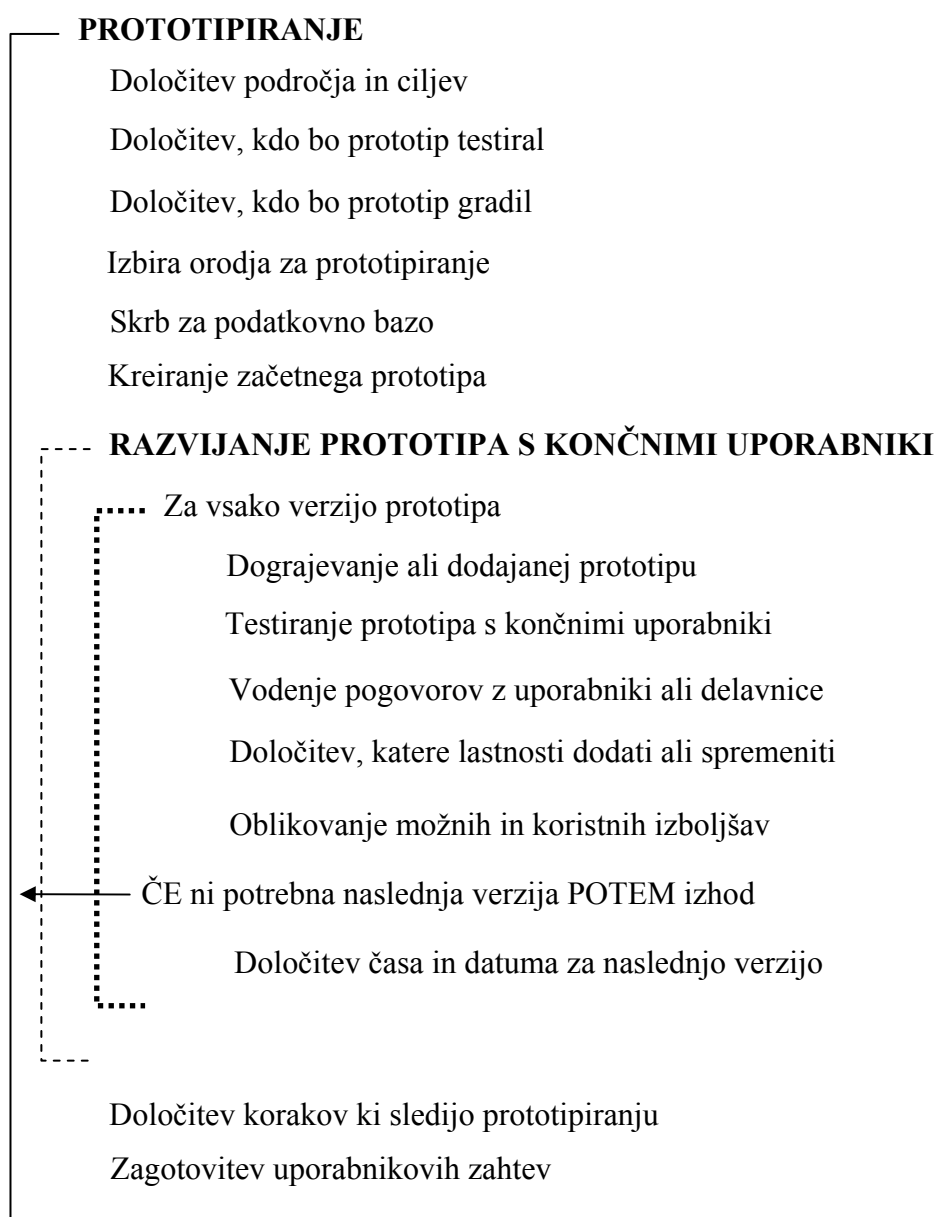 PROTOTIPIRANJE
Določitev področja in ciljev
Določitev, kdo bo prototip testiral
Določitev, kdo bo prototip gradil
Izbira orodja za prototipiranje
Skrb za podatkovno bazo
Kreiranje začetnega prototipa
RAZVIJANJE PROTOTIPA S KONČNIMI UPORABNIKI
Za vsako verzijo prototipa
Dograjevanje ali dodajanej prototipu
Testiranje prototipa s končnimi uporabniki
Vodenje pogovorov z uporabniki ali delavnice
Določitev, katere lastnosti dodati ali spremeniti
Oblikovanje možnih in koristnih izboljšav
ČE ni potrebna naslednja verzija POTEM izhod
Določitev časa in datuma za naslednjo verzijo
Določitev korakov ki sledijo prototipiranju
Zagotovitev uporabnikovih zahtev